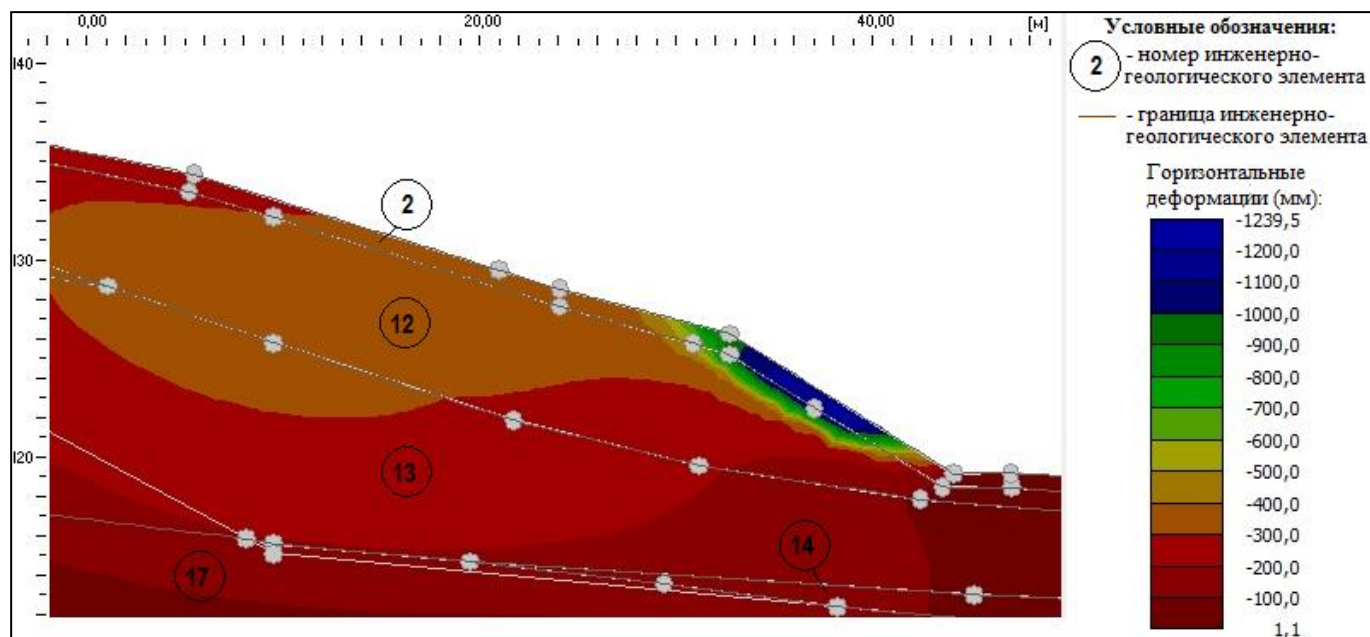 0,00 20,00 40,00 [м]
Условные обозначения:
2 - номер инженерно-
геологического элемента
- граница инженерно-
геологического элемента
Горизонтальные
деформации (мм):
-1239,5
-1200,0
-1100,0
-1000,0
-900,0
-800,0
-700,0
-600,0
-500,0
-400,0
-300,0
-200,0
-100,0
1,1
140
130
120
2
12
13
14
17